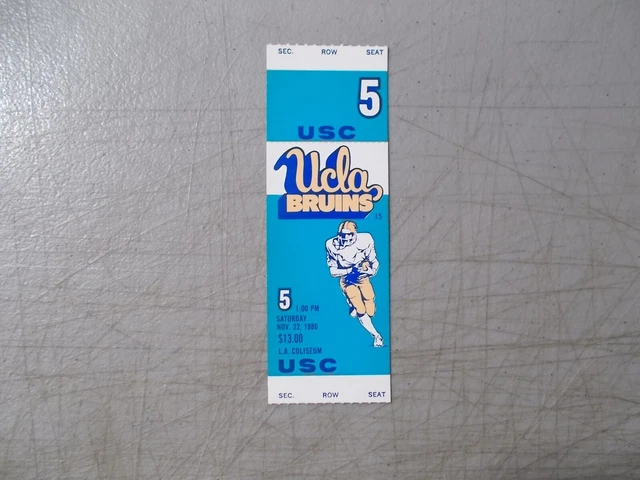 SEC. ROW SEAT
5
USC
Ucla
BRUINS
5 1:00 PM
SATURDAY
NOV. 22, 1980
$13.00
L.A. COLISEUM
USC
SEC. ROW SEAT